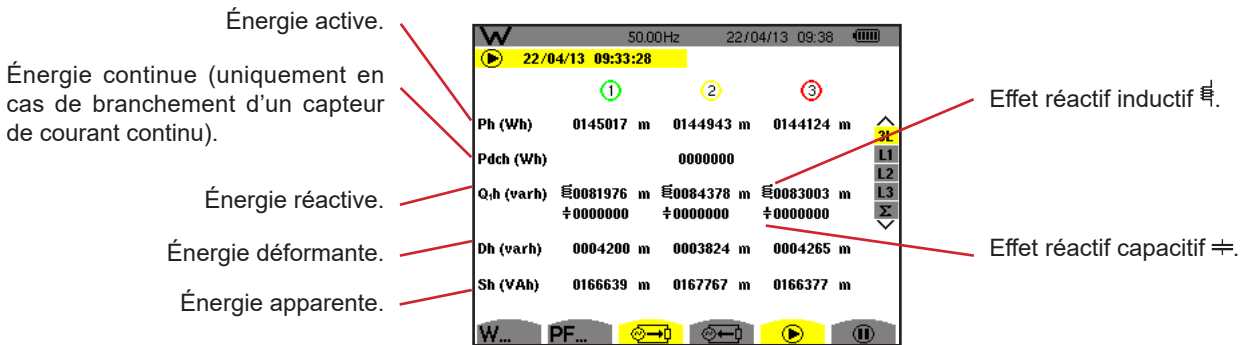 Énergie active.
Énergie continue (uniquement en
cas de branchement d'un capteur
de courant continu).
Énergie réactive.
Énergie déformante.
Énergie apparente.
W 50.00Hz 22/04/13 09:38
22/04/13 09:33:28
1 2 3
Ph (Wh) 0145017 m 0144943 m 0144124 m
Pdch (Wh) 0000000
Q₁h (varh) 0081976 m 0084378 m 0083003 m
0000000 0000000 0000000
Dh (varh) 0004200 m 0003824 m 0004265 m
Sh (VAh) 0166639 m 0167767 m 0166377 m
3L
L1
L2
L3
Σ
W... PF...
Effet réactif inductif.
Effet réactif capacitif.